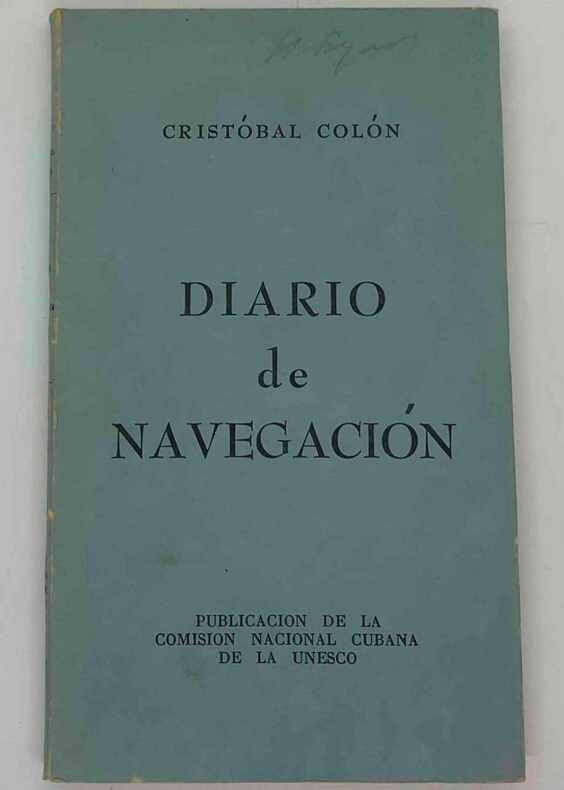 CRISTÓBAL COLÓN
DIARIO
de
NAVEGACIÓN
PUBLICACION DE LA
COMISION NACIONAL CUBANA
DE LA UNESCO